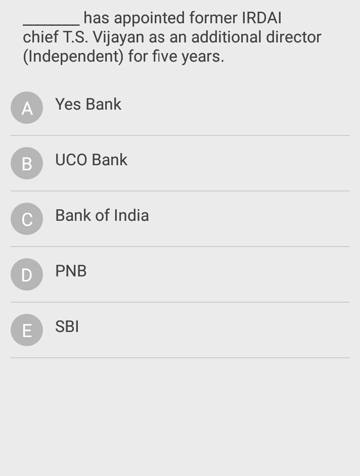 ________ has appointed former IRDAI
chief T.S. Vijayan as an additional director
(Independent) for five years.
A Yes Bank
B UCO Bank
C Bank of India
D PNB
E SBI